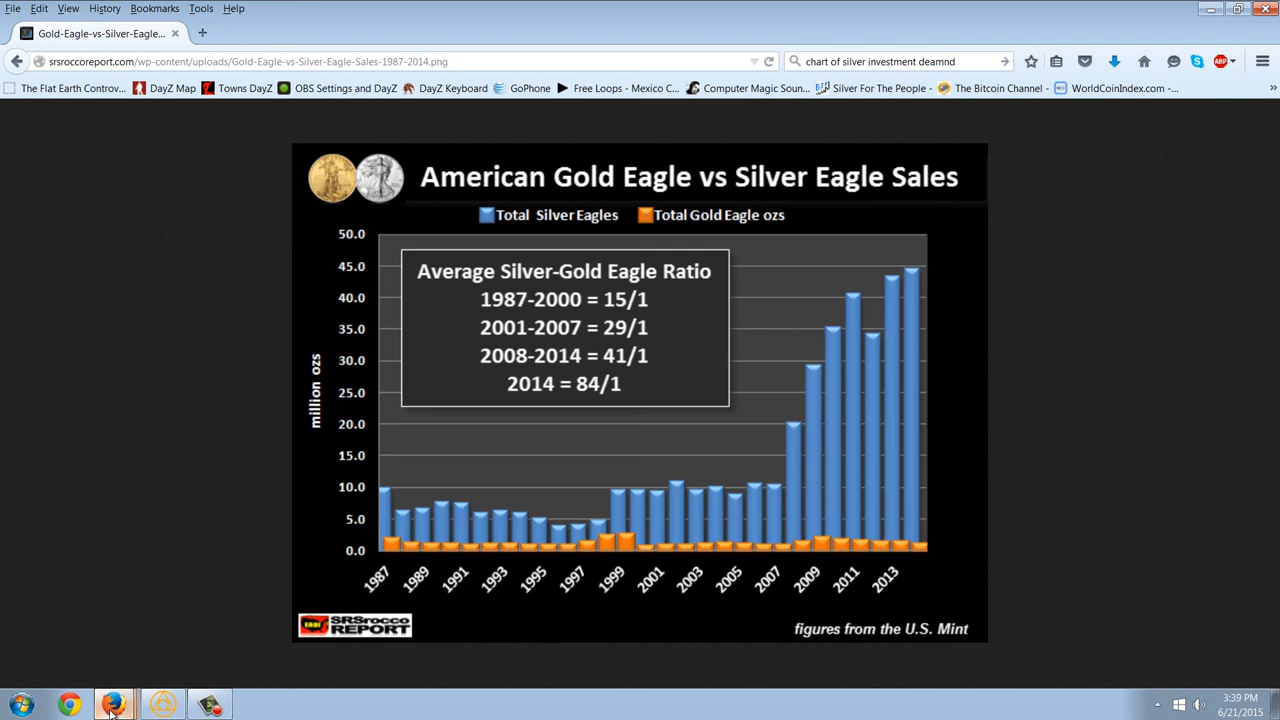 File Edit View History Bookmarks Tools Help
Gold-Eagle-vs-Silver-Eagle...
srsroccoreport.com/wp-content/uploads/Gold-Eagle-vs-Silver-Eagle-Sales-1987-2014.png
chart of silver investment deamnd
ABP
The Flat Earth Controv... DayZ Map TowelsDayZ OBS Settings and DayZ DayZ Keyboard GoPhone Free Loops - Mexico C... Computer Magic Soun... Silver For The People - ... The Bitcoin Channel - WorldCoinIndex.com -...
American Gold Eagle vs Silver Eagle Sales
Total Silver Eagles Total Gold Eagle ozs
50.0
45.0
40.0
35.0
30.0
25.0
20.0
15.0
10.0
5.0
0.0
million ozs
Average Silver-Gold Eagle Ratio
1987-2000 = 15/1
2001-2007 = 29/1
2008-2014 = 41/1
2014 = 84/1
1987 1989 1991 1993 1995 1997 1999 2001 2003 2005 2007 2009 2011 2013
SRSrocco
REPORT
figures from the U.S. Mint
3:39 PM
6/21/2015